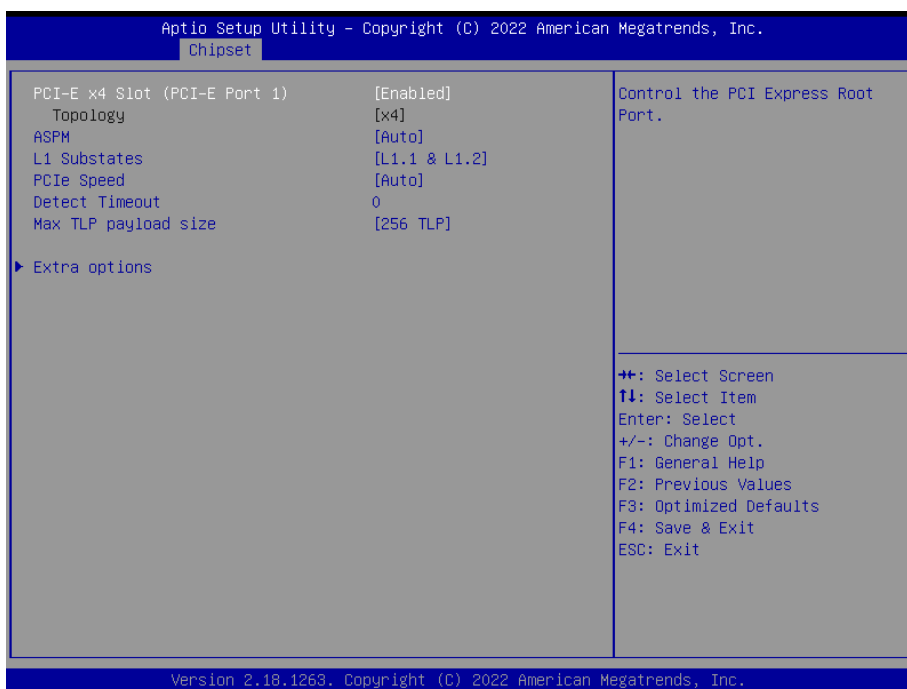 Aptio Setup Utility – Copyright (C) 2022 American Megatrends, Inc.
Chipset
PCI-E x4 Slot (PCI-E Port 1) [Enabled]
Topology [x4]
ASPM [Auto]
L1 Substates [L1.1 & L1.2]
PCIe Speed [Auto]
Detect Timeout 0
Max TLP payload size [256 TLP]
▶ Extra options
Control the PCI Express Root
Port.
→←: Select Screen
↑↓: Select Item
Enter: Select
+/-: Change Opt.
F1: General Help
F2: Previous Values
F3: Optimized Defaults
F4: Save & Exit
ESC: Exit
Version 2.18.1263. Copyright (C) 2022 American Megatrends, Inc.